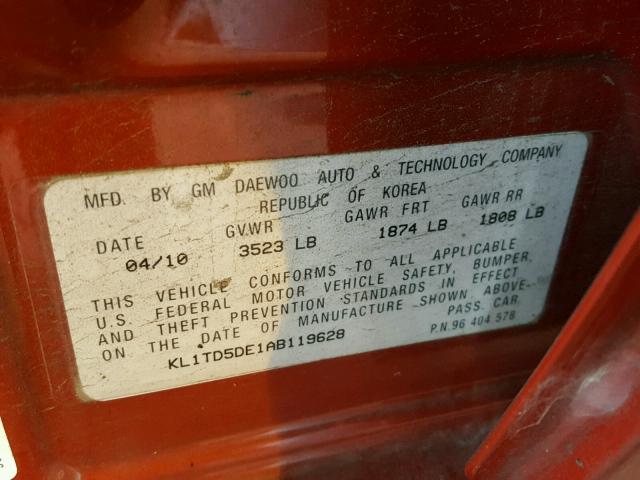 MFD. BY GM DAEWOO AUTO & TECHNOLOGY COMPANY
REPUBLIC OF KOREA
DATE GVWR GAWR FRT GAWR RR
04/10 3523 LB 1874 LB 1808 LB
THIS VEHICLE CONFORMS TO ALL APPLICABLE
U.S. FEDERAL MOTOR VEHICLE SAFETY, BUMPER,
AND THEFT PREVENTION STANDARDS IN EFFECT
ON THE DATE OF MANUFACTURE SHOWN ABOVE.
KL1TD5DE1AB119628 PASS. CAR
P.N.96 404 578